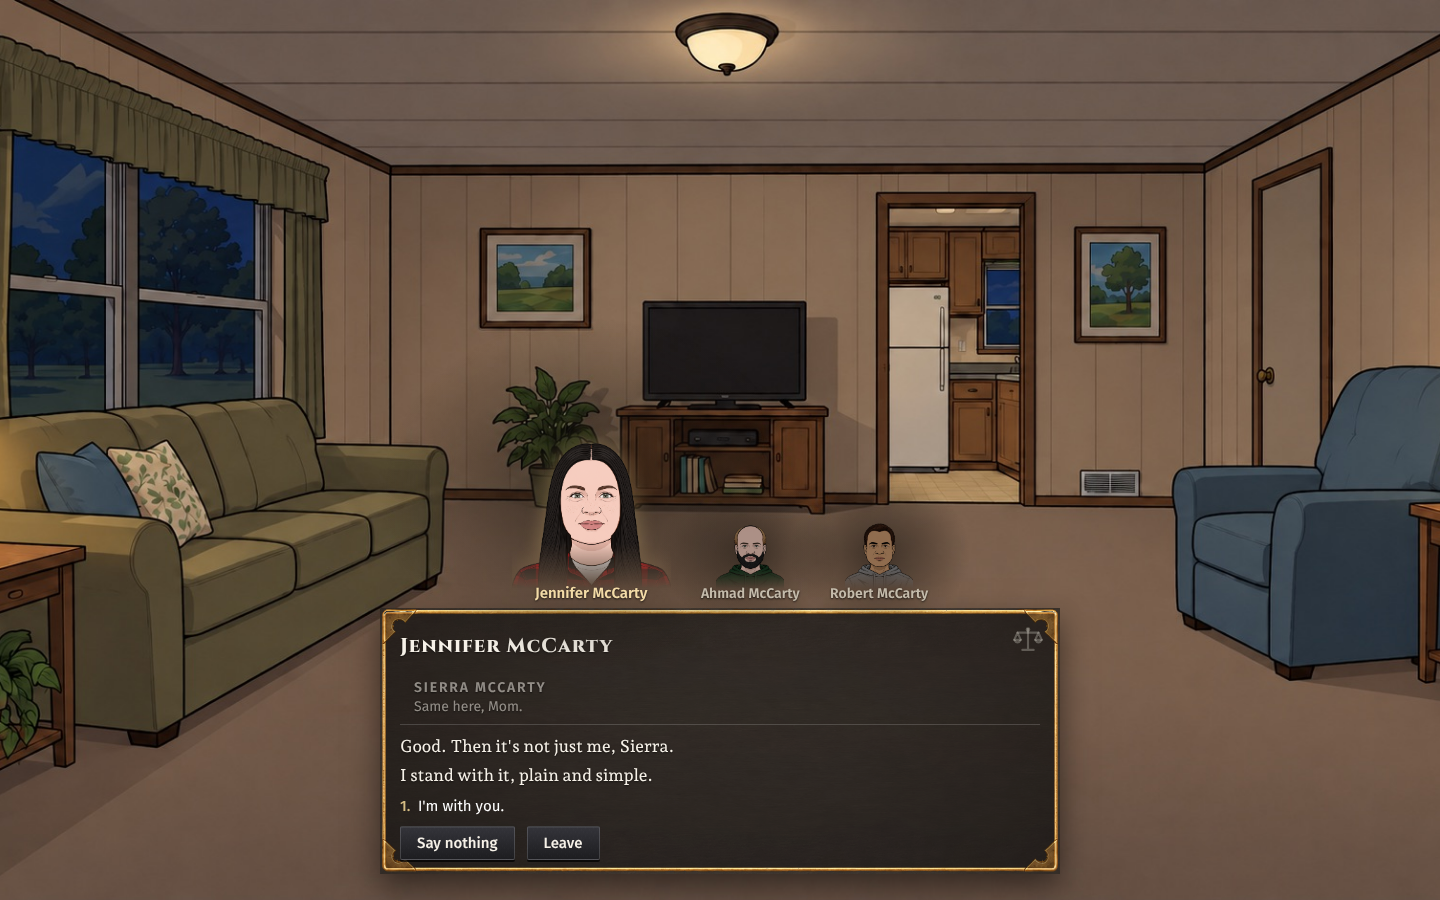 Jennifer McCarty
Ahmad McCarty
Robert McCarty
Jennifer McCarty
SIERRA MCCARTY
Same here, Mom.
Good. Then it's not just me, Sierra.
I stand with it, plain and simple.
1. I'm with you.
Say nothing
Leave